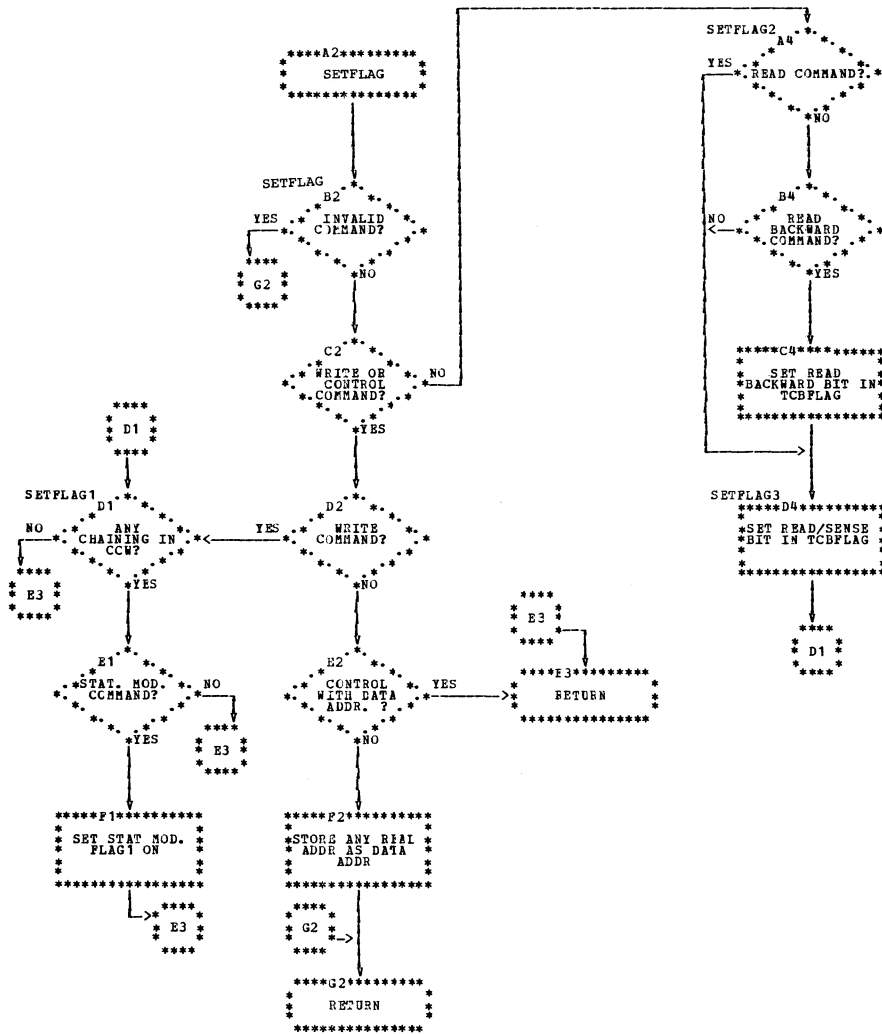 A2
SETFLAG
SETFLAG
B2
INVALID
COMMAND?
YES
NO
G2
C2
WRITE OR
CONTROL
COMMAND?
NO
YES
D2
WRITE
COMMAND?
YES
NO
D1
SETFLAG1
D1
ANY
CHAINING IN
CCW?
NO
YES
E3
E1
STAT. MOD.
COMMAND?
NO
YES
E3
F1
SET STAT MOD.
FLAG1 ON
E3
E2
CONTROL
WITH DATA
ADDR. ?
YES
NO
E3
E3
RETURN
F2
STORE ANY REAL
ADDR AS DATA
ADDR
G2
G2
RETURN
SETFLAG2
A4
READ COMMAND?
YES
NO
B4
READ
BACKWARD
COMMAND?
NO
YES
C4
SET READ
BACKWARD BIT IN
TCBFLAG
SETFLAG3
D4
SET READ/SENSE
BIT IN TCBFLAG
D1